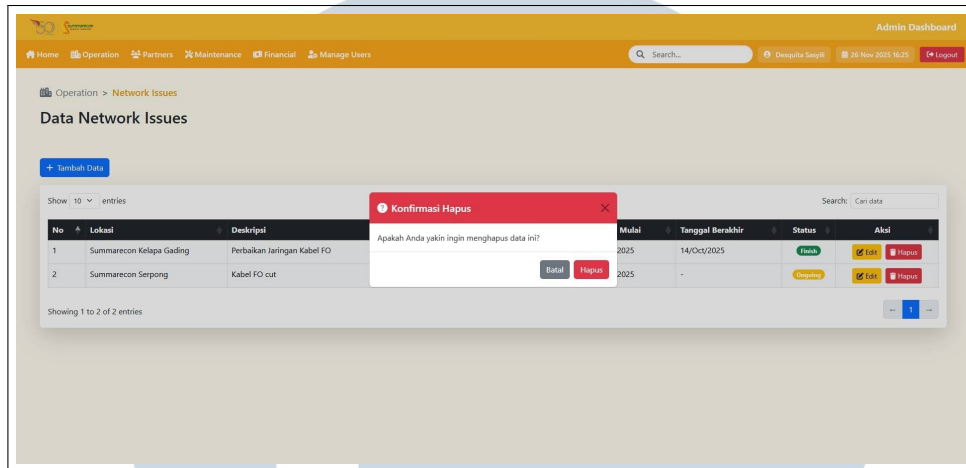 50 Summarecon
Admin Dashboard
Home Operation Partners Maintenance Financial Manage Users Search... Desquita Sasyili 26 Nov 2025 16:25 Logout
Operation > Network Issues
Data Network Issues
+ Tambah Data
Show 10 entries Search: Cari data
Konfirmasi Hapus
Apakah Anda yakin ingin menghapus data ini?
Batal Hapus
No Lokasi Deskripsi Mulai Tanggal Berakhir Status Aksi
1 Summarecon Kelapa Gading Perbaikan Jaringan Kabel FO 2025 14/Oct/2025 Finish Edit Hapus
2 Summarecon Serpong Kabel FO cut 2025 - Ongoing Edit Hapus
Showing 1 to 2 of 2 entries ← 1 →